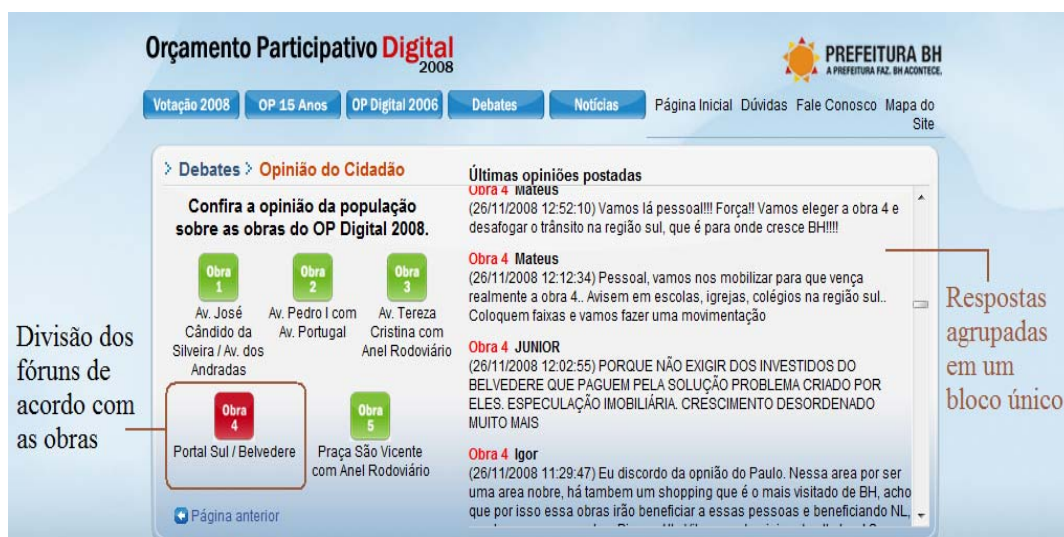 Orçamento Participativo Digital
2008
PREFEITURA BH
A PREFEITURA FAZ. BH ACONTECE.
Votação 2008
OP 15 Anos
OP Digital 2006
Debates
Notícias
Página Inicial Dúvidas Fale Conosco Mapa do
Site
> Debates > Opinião do Cidadão
Confira a opinião da população
sobre as obras do OP Digital 2008.
Obra
1
Av. José
Cândido da
Silveira / Av. dos
Andradas
Obra
2
Av. Pedro I com
Av. Portugal
Obra
3
Av. Tereza
Cristina com
Anel Rodoviário
Obra
4
Portal Sul / Belvedere
Obra
5
Praça São Vicente
com Anel Rodoviário
Página anterior
Últimas opiniões postadas
Obra 4 Mateus
(26/11/2008 12:52:10) Vamos lá pessoal!!! Força!! Vamos eleger a obra 4 e
desafogar o trânsito na região sul, que é para onde cresce BH!!!!
Obra 4 Mateus
(26/11/2008 12:12:34) Pessoal, vamos nos mobilizar para que vença
realmente a obra 4.. Avisem em escolas, igrejas, colégios na região sul..
Coloquem faixas e vamos fazer uma movimentação
Obra 4 JUNIOR
(26/11/2008 12:02:55) PORQUE NÃO EXIGIR DOS INVESTIDOS DO
BELVEDERE QUE PAGUEM PELA SOLUÇÃO PROBLEMA CRIADO POR
ELES. ESPECULAÇÃO IMOBILIÁRIA. CRESCIMENTO DESORDENADO
MUITO MAIS
Obra 4 Igor
(26/11/2008 11:29:47) Eu discordo da opnião do Paulo. Nessa area por ser
uma area nobre, há tambem um shopping que é o mais visitado de BH, acho
que por isso essa obras irão beneficiar a essas pessoas e beneficiando NL,
Divisão dos
fóruns de
acordo com
as obras
Respostas
agrupadas
em um
bloco único